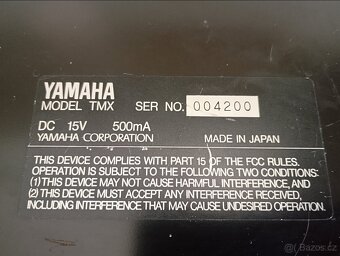 YAMAHA
MODEL TMX SER NO. 004200
DC 15V 500mA
YAMAHA CORPORATION MADE IN JAPAN
THIS DEVICE COMPLIES WITH PART 15 OF THE FCC RULES.
OPERATION IS SUBJECT TO THE FOLLOWING TWO CONDITIONS:
(1) THIS DEVICE MAY NOT CAUSE HARMFUL INTERFERENCE, AND
(2) THIS DEVICE MUST ACCEPT ANY INTERFERENCE RECEIVED,
INCLUDING INTERFERENCE THAT MAY CAUSE UNDESIRED OPERATION.
Bazoš.cz